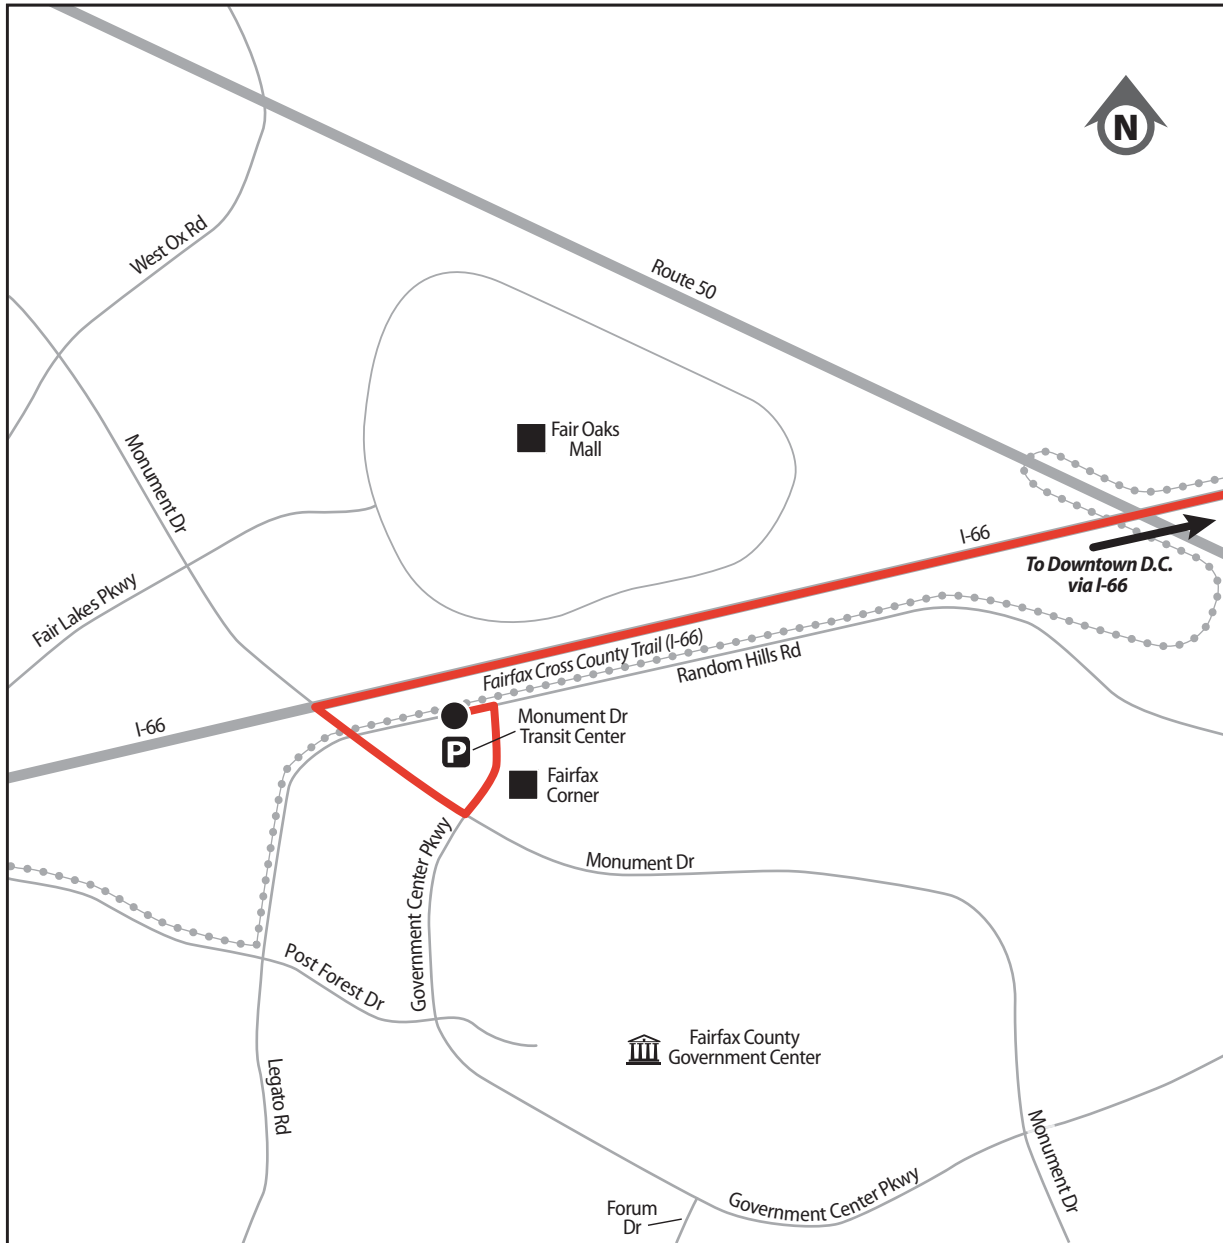 N
West Ox Rd
Route 50
Monument Dr
Fair Oaks
Mall
I-66
To Downtown D.C.
via I-66
Fair Lakes Pkwy
Fairfax Cross County Trail (I-66)
Random Hills Rd
I-66
Monument Dr
Transit Center
P
Fairfax
Corner
Government Center Pkwy
Monument Dr
Post Forest Dr
Fairfax County
Government Center
Legato Rd
Monument Dr
Government Center Pkwy
Forum
Dr